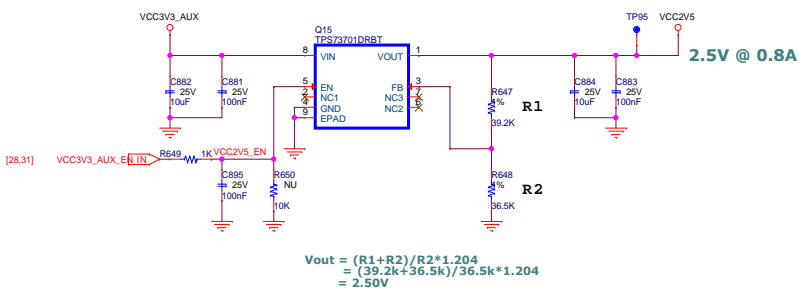 VCC3V3_AUX
Q15
TPS73701DRBT
TP95
VCC2V5
8 VIN VOUT 1
2.5V @ 0.8A
C882
25V
10uF
C881
25V
100nF
5 EN FB 3
2 NC1 NC3 7
4 GND NC2 6
9 EPAD
R647
1%
39.2K
R1
C884
25V
10uF
C883
25V
100nF
[28,31] VCC3V3_AUX_EN_IN R649 1K VCC2V5_EN
C895
25V
100nF
R650
NU
10K
R648
1%
36.5K
R2
Vout = (R1+R2)/R2*1.204
= (39.2k+36.5k)/36.5k*1.204
= 2.50V